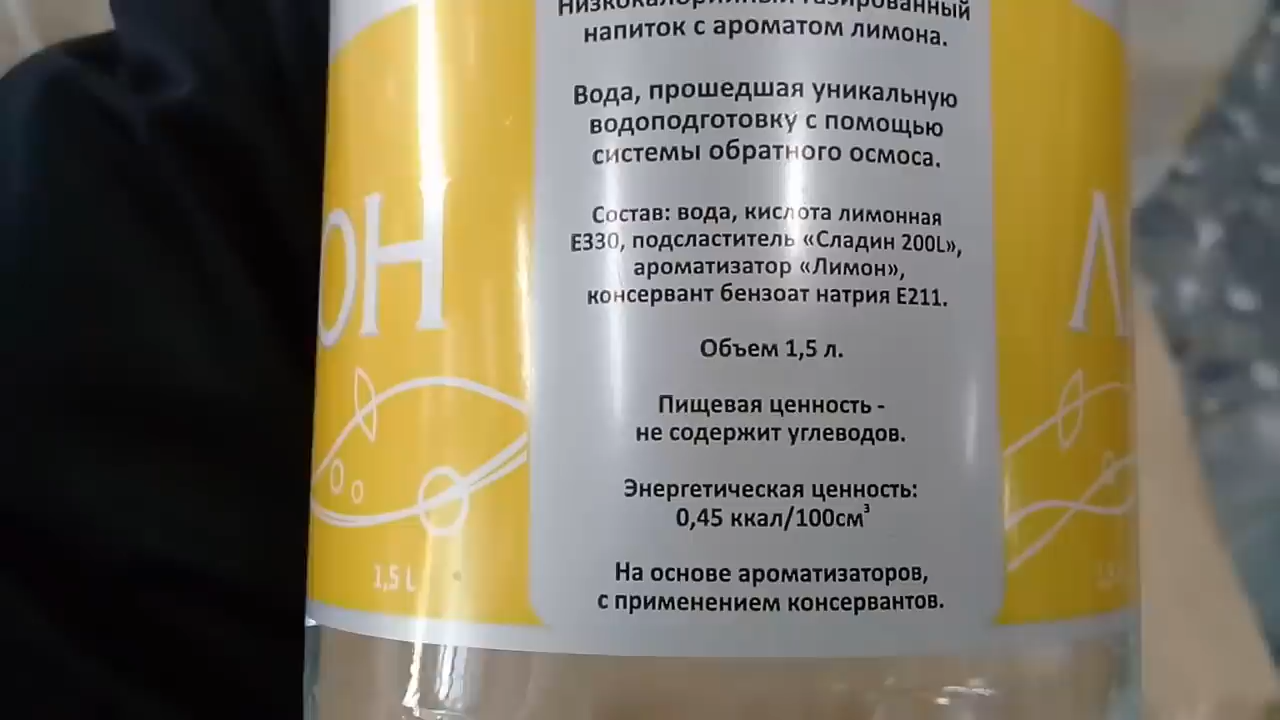 Низкокалорийный газированный
напиток с ароматом лимона.
Вода, прошедшая уникальную
водоподготовку с помощью
системы обратного осмоса.
Состав: вода, кислота лимонная
Е330, подсластитель «Сладин 200L»,
ароматизатор «Лимон»,
консервант бензоат натрия Е211.
Объем 1,5 л.
Пищевая ценность -
не содержит углеводов.
Энергетическая ценность:
0,45 ккал/100см³
На основе ароматизаторов,
с применением консервантов.
ОН
1,5 L
Л